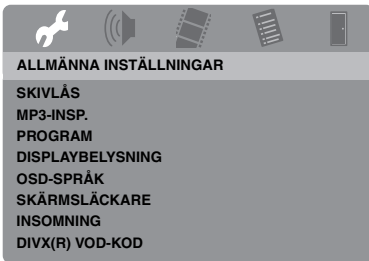 ALLMÄNNA INSTÄLLNINGAR
SKIVLÅS
MP3-INSP.
PROGRAM
DISPLAYBELYSNING
OSD-SPRÅK
SKÄRMSLÄCKARE
INSOMNING
DIVX(R) VOD-KOD